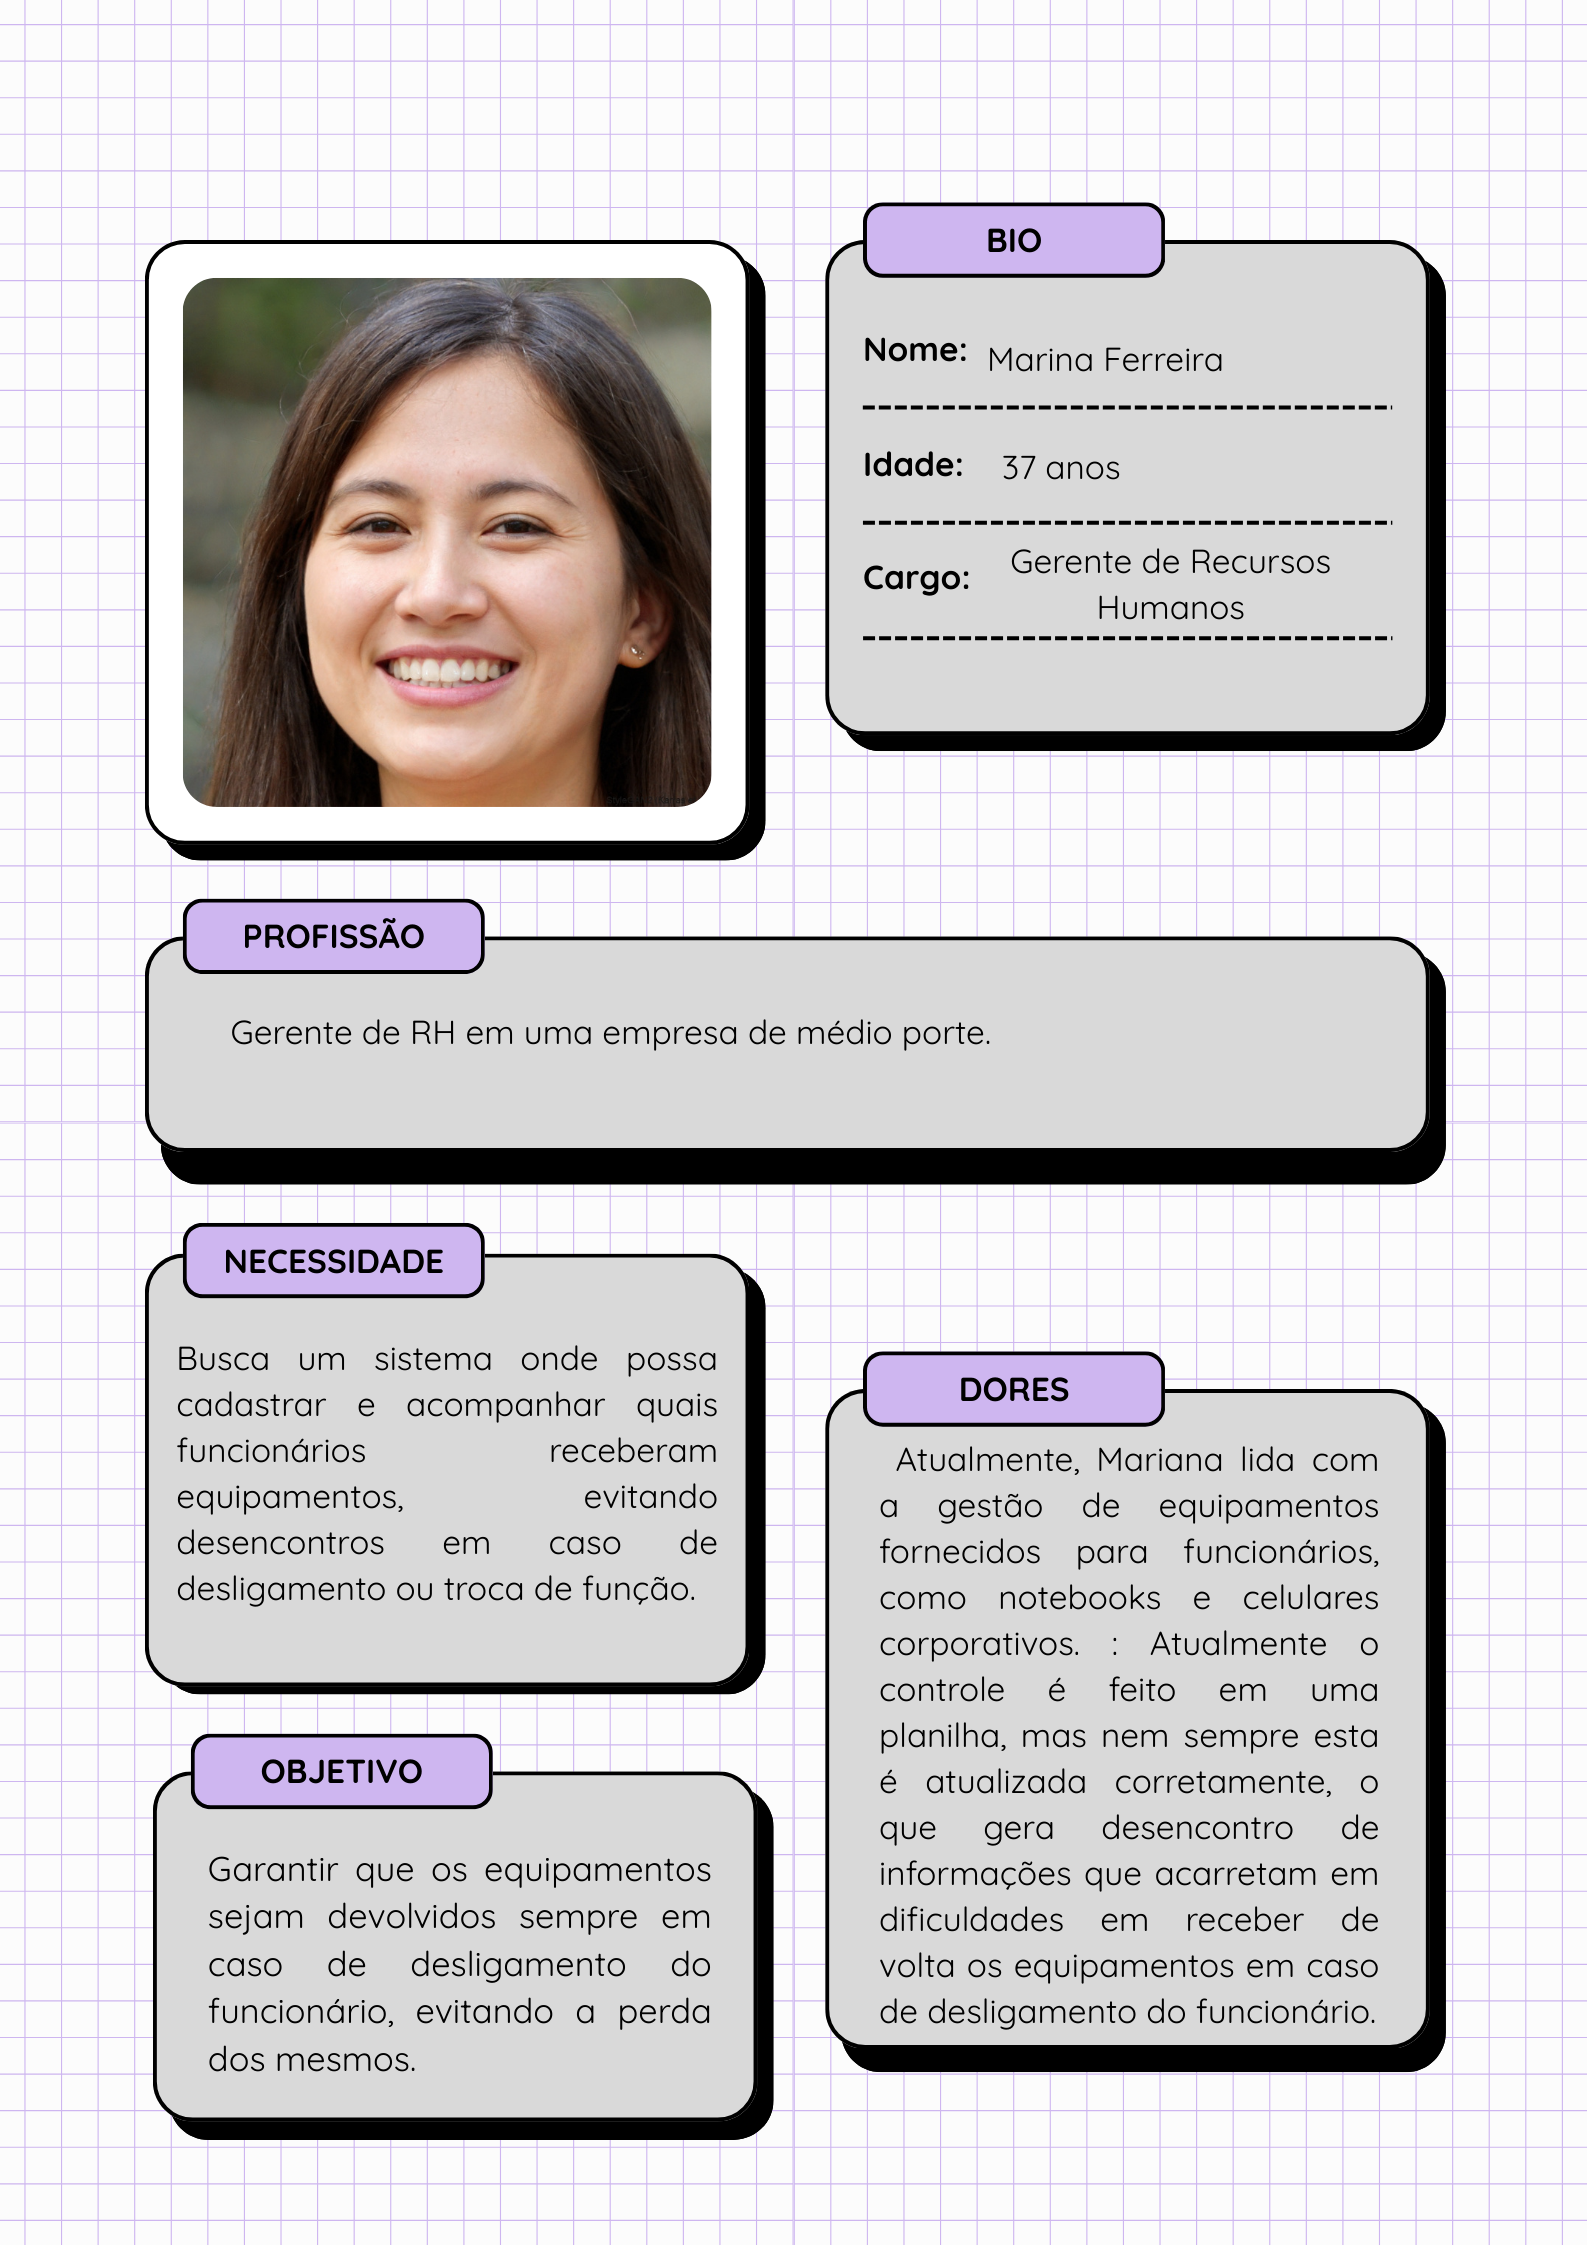 BIO
Nome: Marina Ferreira
Idade: 37 anos
Cargo: Gerente de Recursos
Humanos
PROFISSÃO
Gerente de RH em uma empresa de médio porte.
NECESSIDADE
Busca um sistema onde possa
cadastrar e acompanhar quais
funcionários receberam
equipamentos, evitando
desencontros em caso de
desligamento ou troca de função.
OBJETIVO
Garantir que os equipamentos
sejam devolvidos sempre em
caso de desligamento do
funcionário, evitando a perda
dos mesmos.
DORES
Atualmente, Mariana lida com
a gestão de equipamentos
fornecidos para funcionários,
como notebooks e celulares
corporativos. : Atualmente o
controle é feito em uma
planilha, mas nem sempre esta
é atualizada corretamente, o
que gera desencontro de
informações que acarretam em
dificuldades em receber de
volta os equipamentos em caso
de desligamento do funcionário.